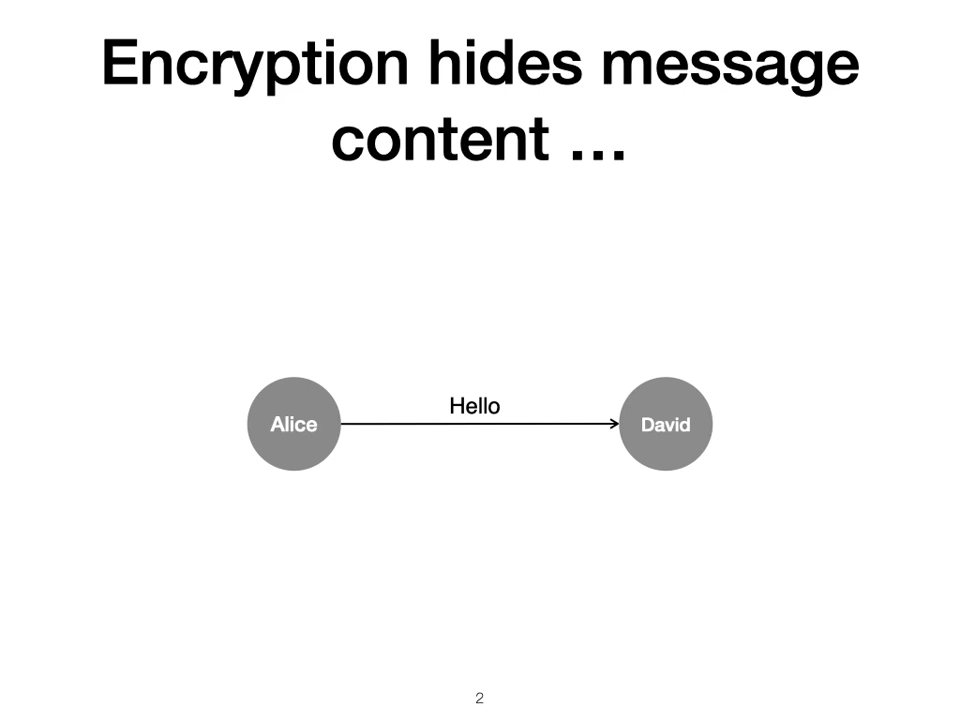 Encryption hides message
content …
Hello
Alice
David
2